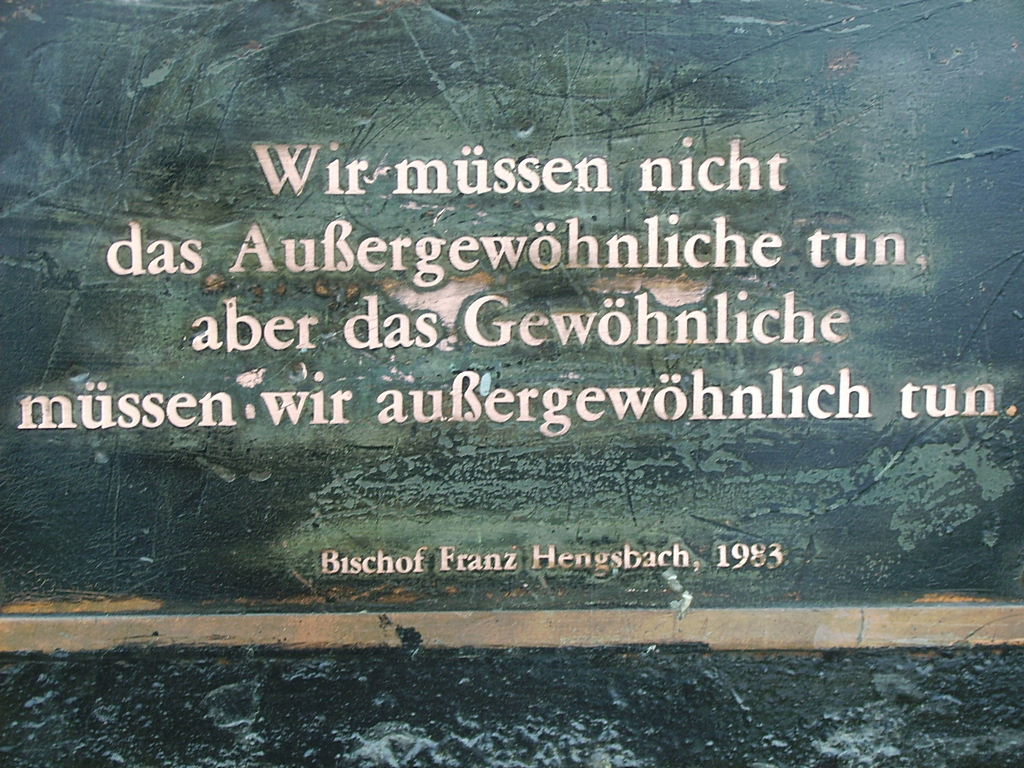 Wir müssen nicht
das Außergewöhnliche tun,
aber das Gewöhnliche
müssen wir außergewöhnlich tun.
Bischof Franz Hengsbach, 1983